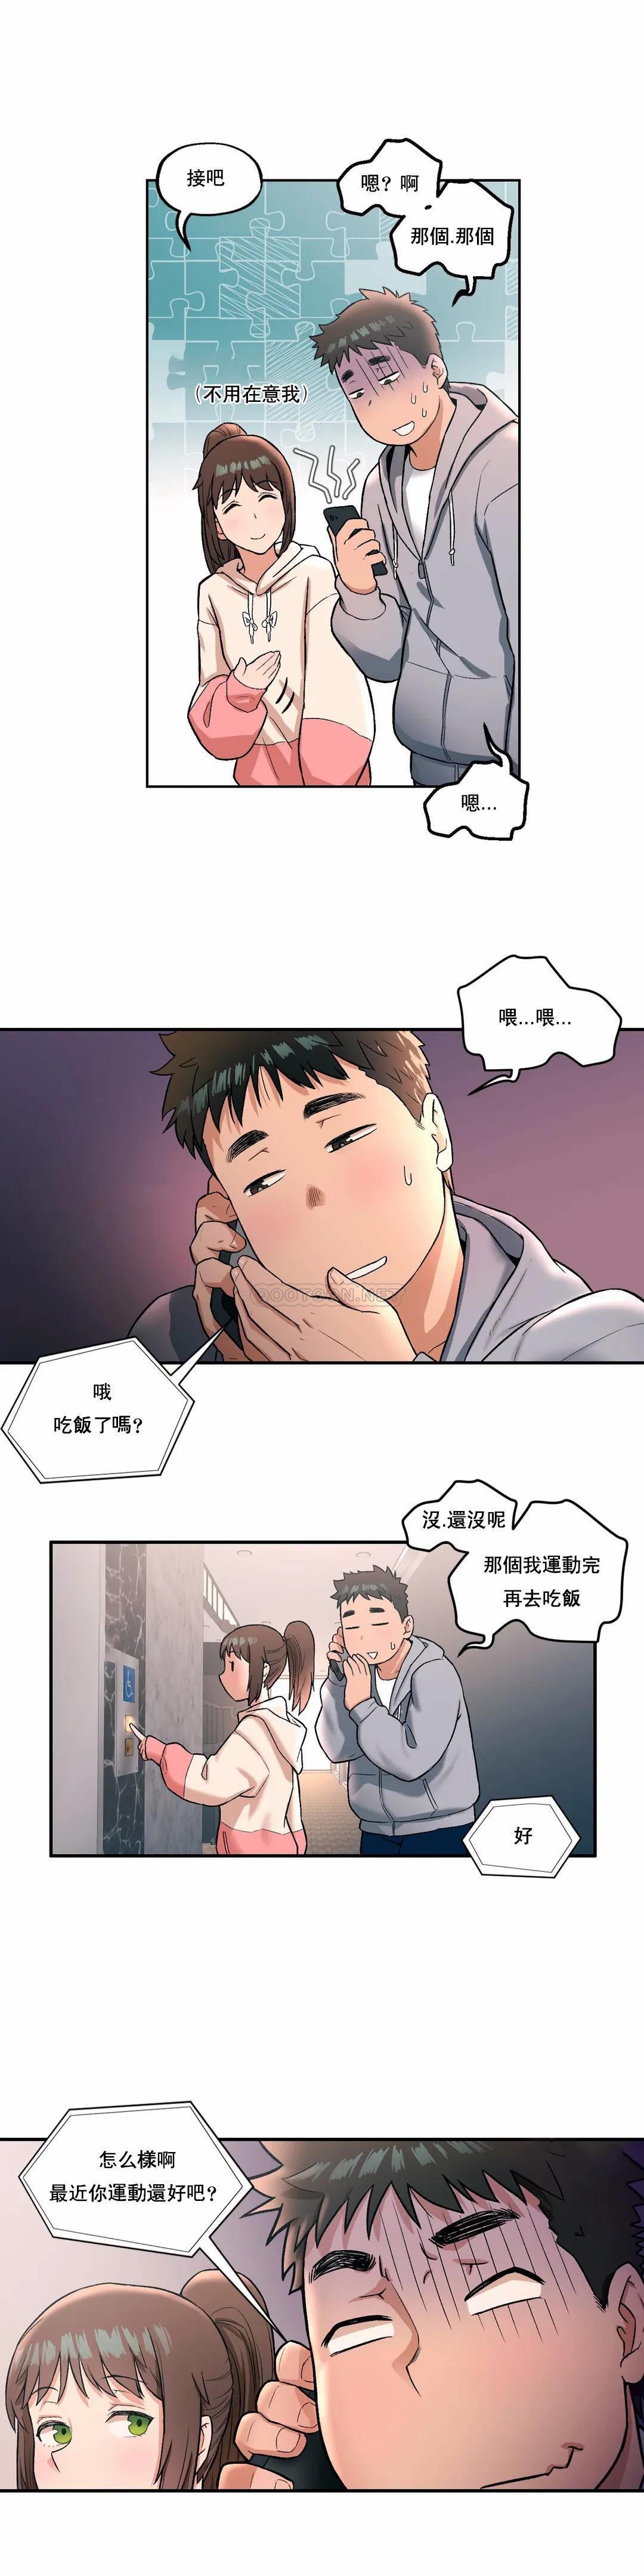 接吧
嗯? 啊
那個.那個
(不用在意我)
嗯...
喂...喂...
QOOTOON.NET
哦
吃飯了嗎?
沒.還沒呢
那個我運動完
再去吃飯
好
怎么樣啊
最近你運動還好吧?